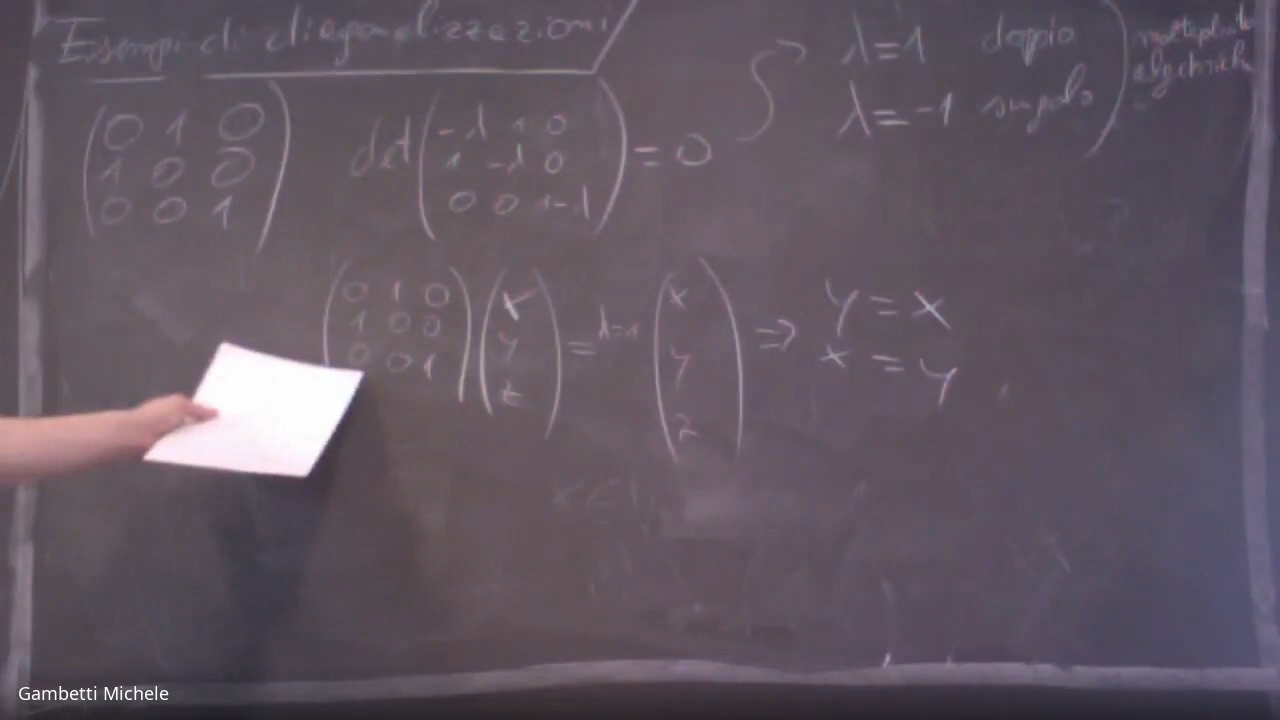 Esempi di diagonalizzazioni
λ=1 doppio
λ=-1 singolo
molteplicità
algebrich
(0 1 0
1 0 0
0 0 1)
det(-λ 1 0
1 -λ 0
0 0 1-λ) = 0
(0 1 0
1 0 0
0 0 1)(x
y
z) =λ=1 (x
y
z) ⇒ y = x
x = y
Gambetti Michele